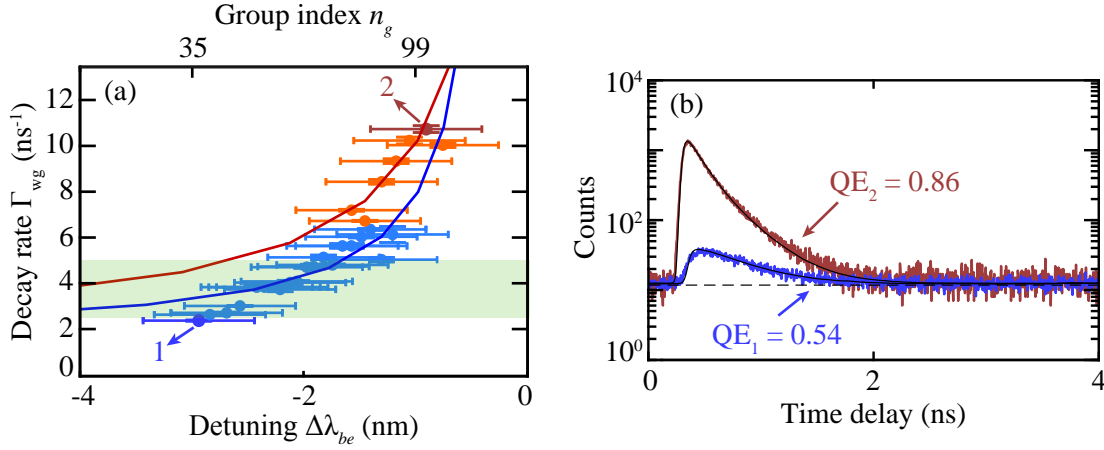 Group index n_g
35 99
(a)
2
1
Decay rate Γ_wg (ns⁻¹)
12
10
8
6
4
2
0
-4 -2 0
Detuning Δλ_be (nm)
(b)
QE₂ = 0.86
QE₁ = 0.54
Counts
10⁴
10²
10⁰
0 2 4
Time delay (ns)